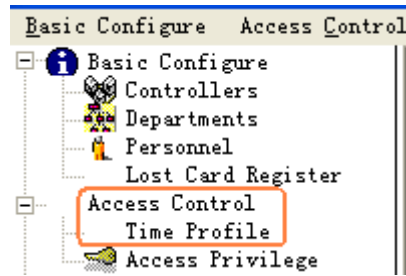 Basic Configure Access Control
Basic Configure
Controllers
Departments
Personnel
Lost Card Register
Access Control
Time Profile
Access Privilege